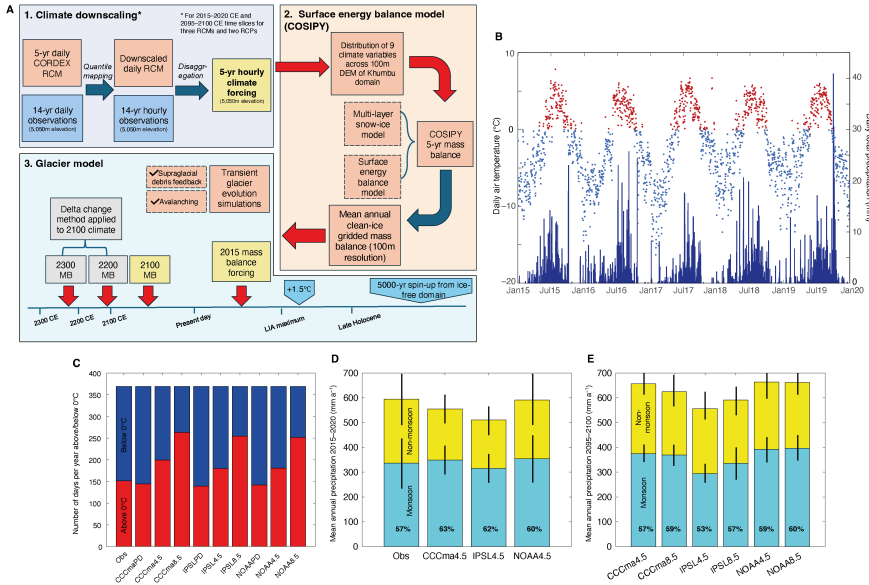 A
1. Climate downscaling*
* For 2015–2020 CE and
2095–2100 CE time slices for
three RCMs and two RCPs
5-yr daily
CORDEX
RCM
Quantile
mapping
Downscaled
daily RCM
Disaggr-
egation
5-yr hourly
climate
forcing
(5,050m elevation)
14-yr daily
observations
(5,050m elevation)
14-yr hourly
observations
(5,050m elevation)
2. Surface energy balance model
(COSIPY)
Distribution of 9
climate variables
across 100m
DEM of Khumbu
domain
Multi-layer
snow-ice
model
Surface
energy
balance model
COSIPY
5-yr mass
balance
Mean annual
clean-ice
gridded mass
balance (100m
resolution)
3. Glacier model
Supraglacial
debris feedback
Avalanching
Transient
glacier
evolution
simulations
Delta change
method applied
to 2100 climate
2300
MB
2200
MB
2100
MB
2015 mass
balance
forcing
+1.5°C
5000-yr spin-up from ice-
free domain
2300 CE
2200 CE
2100 CE
Present day
LIA maximum
Late Holocene
B
Daily air temperature (°C)
10
0
−10
−20
40
30
20
10
0
Daily precipitation (mm)
Jan15
Jul15
Jan16
Jul16
Jan17
Jul17
Jan18
Jul18
Jan19
Jul19
Jan20
C
Number of days per year above/below 0°C
400
350
300
250
200
150
100
50
0
Below 0°C
Above 0°C
Obs
CCCmaPD
CCCma4.5
CCCma8.5
IPSLPD
IPSL4.5
IPSL8.5
NOAAPD
NOAA4.5
NOAA8.5
D
Mean annual precipitation 2015–2020 (mm a⁻¹)
700
600
500
400
300
200
100
0
Non-monsoon
Monsoon
57%
63%
62%
60%
Obs
CCCma4.5
IPSL4.5
NOAA4.5
E
Mean annual precipitation 2095–2100 (mm a⁻¹)
700
600
500
400
300
200
100
0
Non-
monsoon
Monsoon
57%
59%
53%
57%
59%
60%
CCCma4.5
CCCma8.5
IPSL4.5
IPSL8.5
NOAA4.5
NOAA8.5